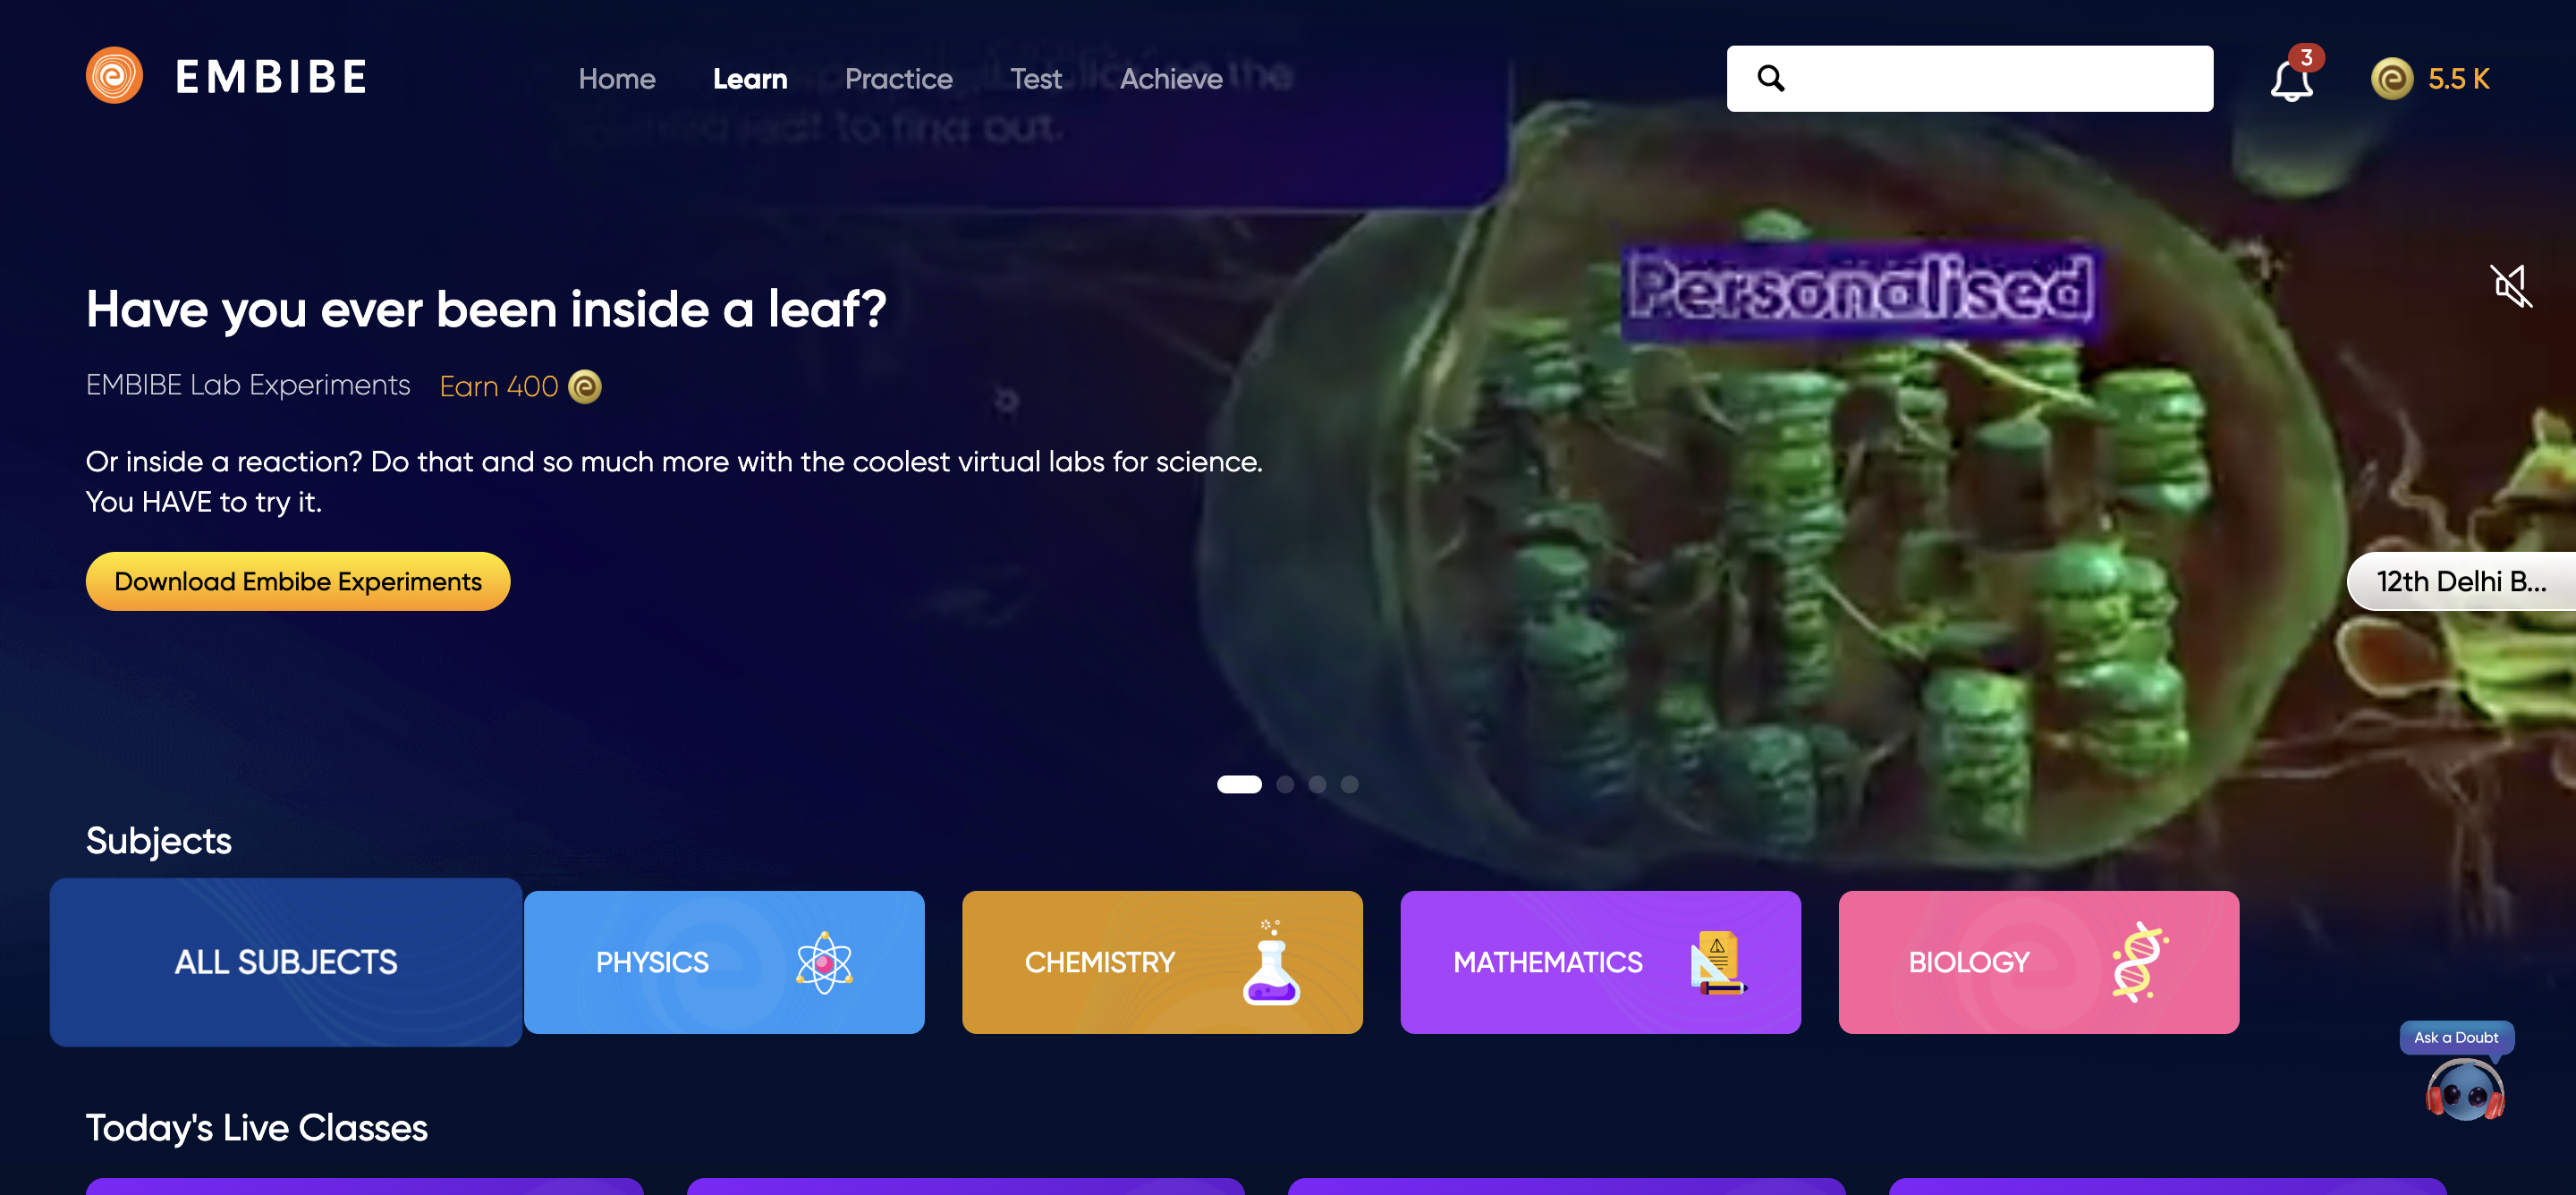 EMBIBE
Home Learn Practice Test Achieve
3
5.5 K
to find out.
Personalised
Have you ever been inside a leaf?
EMBIBE Lab Experiments Earn 400
Or inside a reaction? Do that and so much more with the coolest virtual labs for science.
You HAVE to try it.
Download Embibe Experiments
12th Delhi B...
Subjects
ALL SUBJECTS
PHYSICS
CHEMISTRY
MATHEMATICS
BIOLOGY
Ask a Doubt
Today's Live Classes